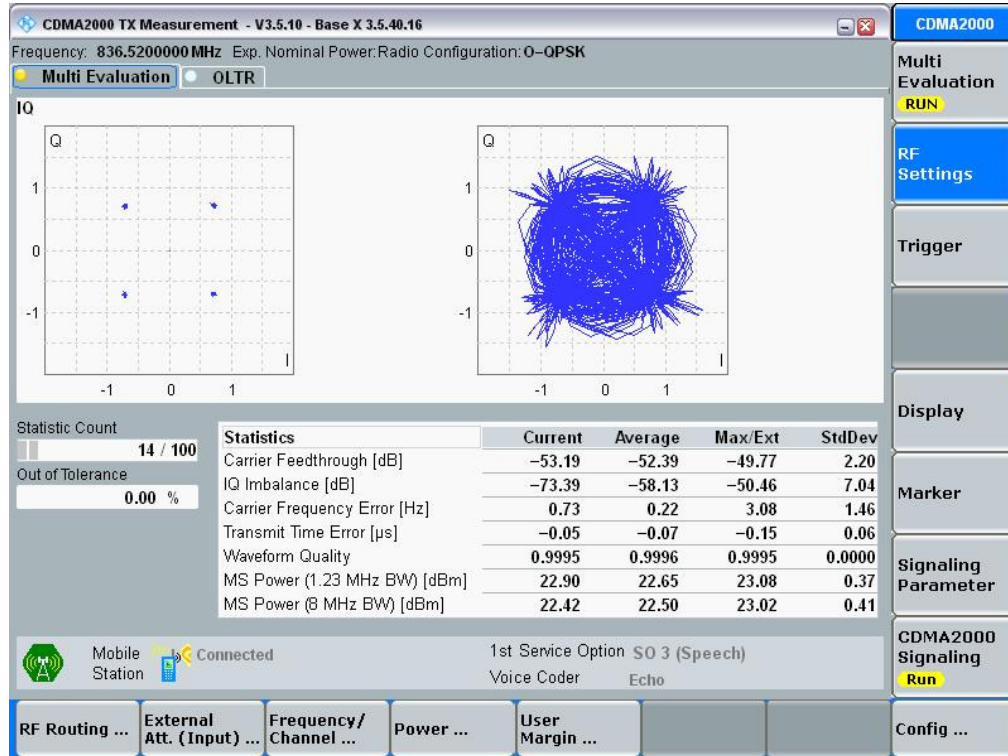 CDMA2000 TX Measurement - V3.5.10 - Base X 3.5.40.16
CDMA2000
Frequency: 836.5200000 MHz Exp. Nominal Power: Radio Configuration: O-QPSK
Multi Evaluation OLTR
Multi
Evaluation
RUN
IQ
Q
1
0
-1
I
-1 0 1
Q
1
0
-1
I
-1 0 1
RF
Settings
Trigger
Display
Marker
Signaling
Parameter
CDMA2000
Signaling
Run
Statistic Count
14 / 100
Out of Tolerance
0.00 %
Statistics Current Average Max/Ext StdDev
Carrier Feedthrough [dB] -53.19 -52.39 -49.77 2.20
IQ Imbalance [dB] -73.39 -58.13 -50.46 7.04
Carrier Frequency Error [Hz] 0.73 0.22 3.08 1.46
Transmit Time Error [µs] -0.05 -0.07 -0.15 0.06
Waveform Quality 0.9995 0.9996 0.9995 0.0000
MS Power (1.23 MHz BW) [dBm] 22.90 22.65 23.08 0.37
MS Power (8 MHz BW) [dBm] 22.42 22.50 23.02 0.41
Mobile
Station
Connected
1st Service Option SO 3 (Speech)
Voice Coder Echo
RF Routing ...
External
Att. (Input) ...
Frequency/
Channel ...
Power ...
User
Margin ...
Config ...